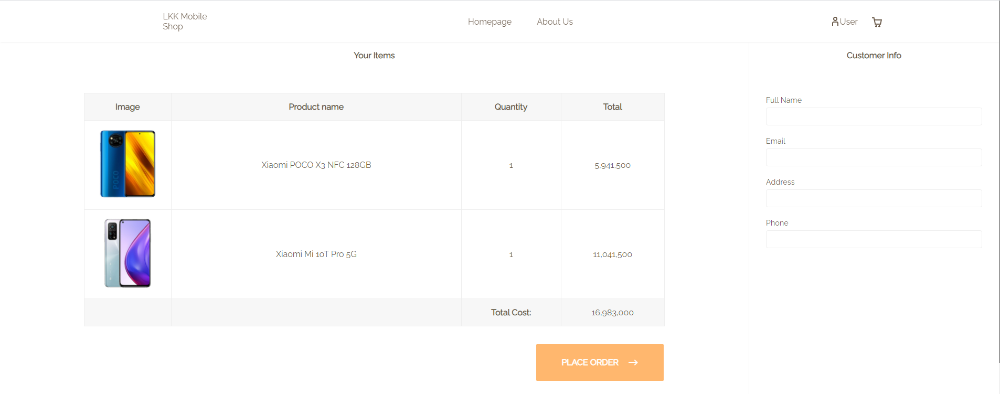 LKK Mobile
Shop
Homepage
About Us
User
Your Items
Customer Info
Image
Product name
Quantity
Total
POCO
Xiaomi POCO X3 NFC 128GB
1
5,941,500
Xiaomi Mi 10T Pro 5G
1
11,041,500
Total Cost:
16,983,000
PLACE ORDER →
Full Name
Email
Address
Phone